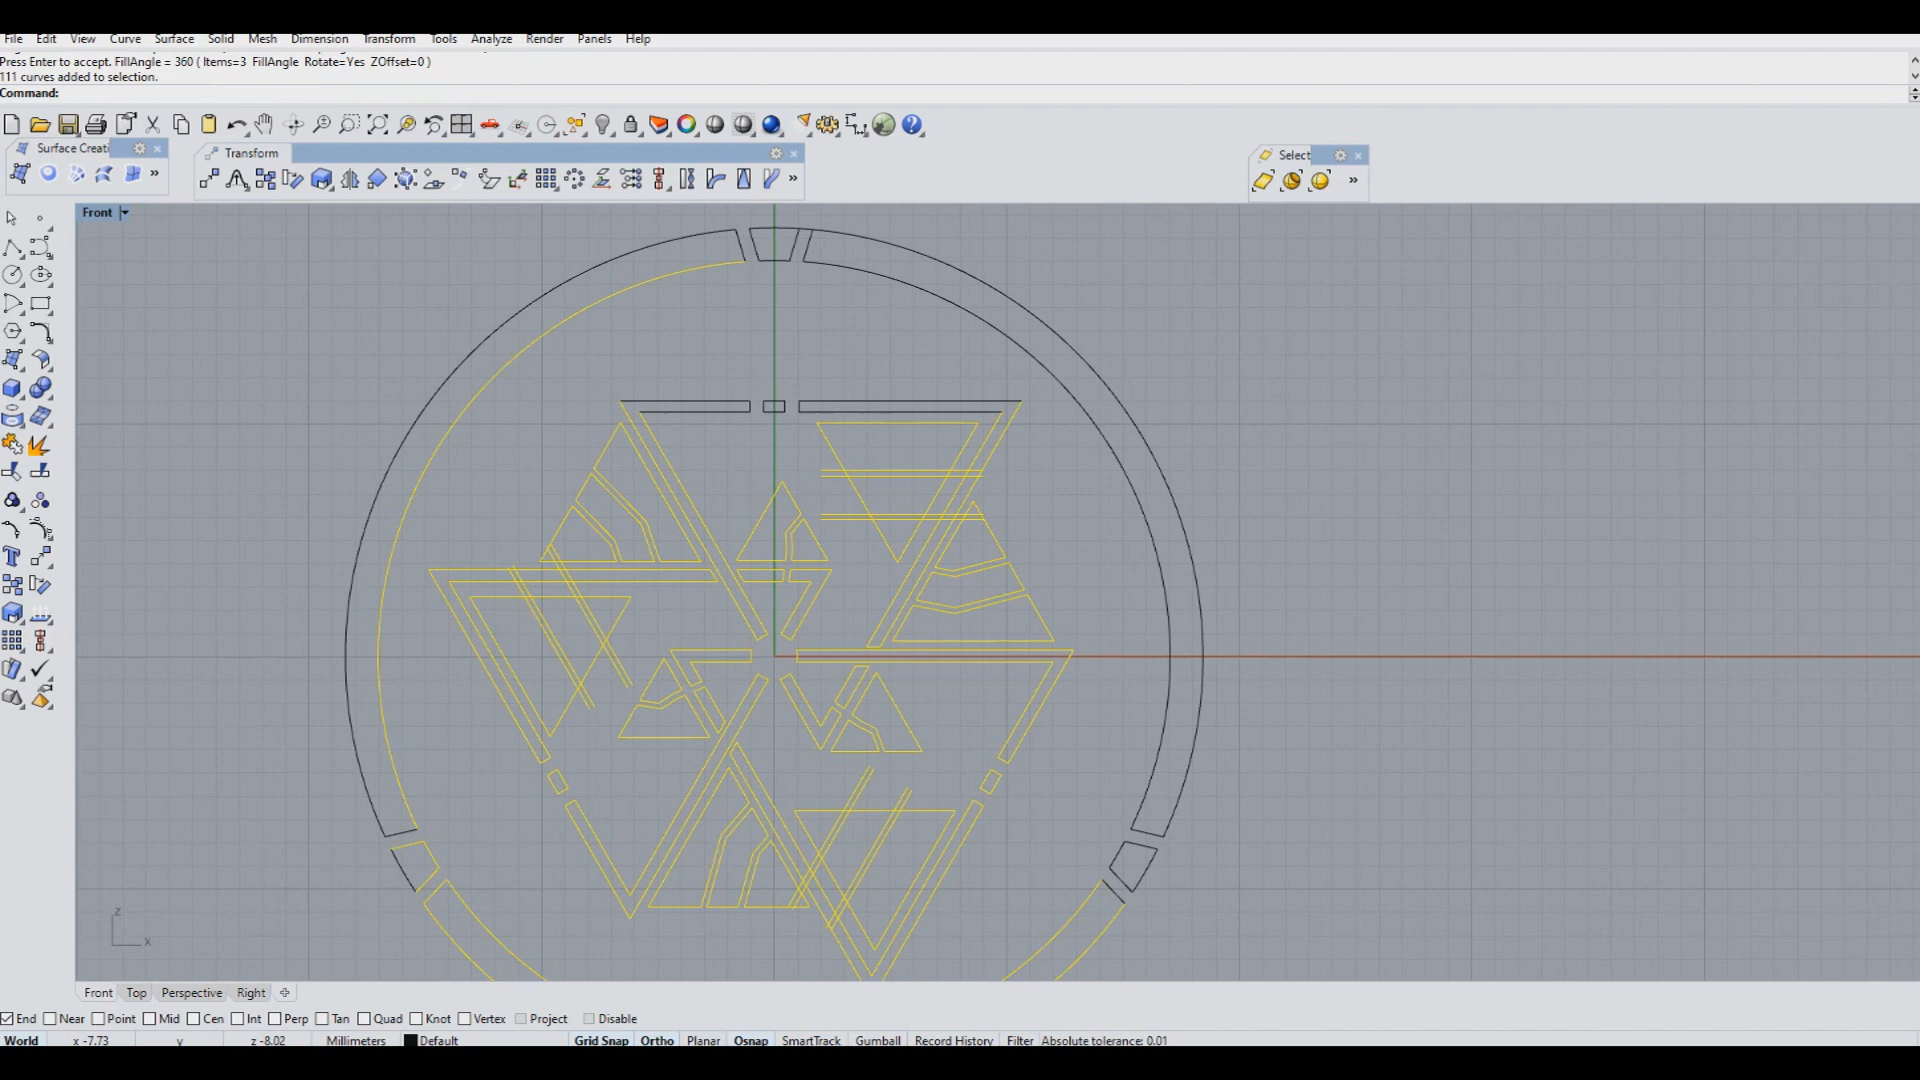 File Edit View Curve Surface Solid Mesh Dimension Transform Tools Analyze Render Panels Help
Press Enter to accept. FillAngle = 360 ( Items=3 FillAngle Rotate=Yes ZOffset=0 )
111 curves added to selection.
Command:
Surface Creati
Transform
Select
Front
z
x
Front Top Perspective Right
End Near Point Mid Cen Int Perp Tan Quad Knot Vertex Project Disable
World x -7.73 y z -8.02 Millimeters Default Grid Snap Ortho Planar Osnap SmartTrack Gumball Record History Filter Absolute tolerance: 0.01